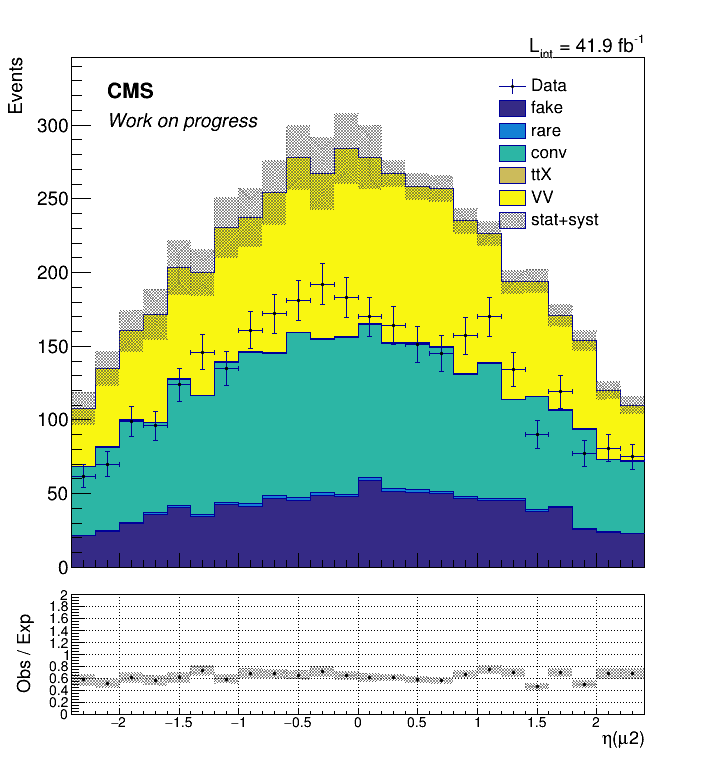 L_int = 41.9 fb^-1
Events
CMS
Work on progress
Data
fake
rare
conv
ttX
VV
stat+syst
300
250
200
150
100
50
0
Obs / Exp
2
1.8
1.6
1.4
1.2
1
0.8
0.6
0.4
0.2
0
−2 −1.5 −1 −0.5 0 0.5 1 1.5 2
η(μ2)